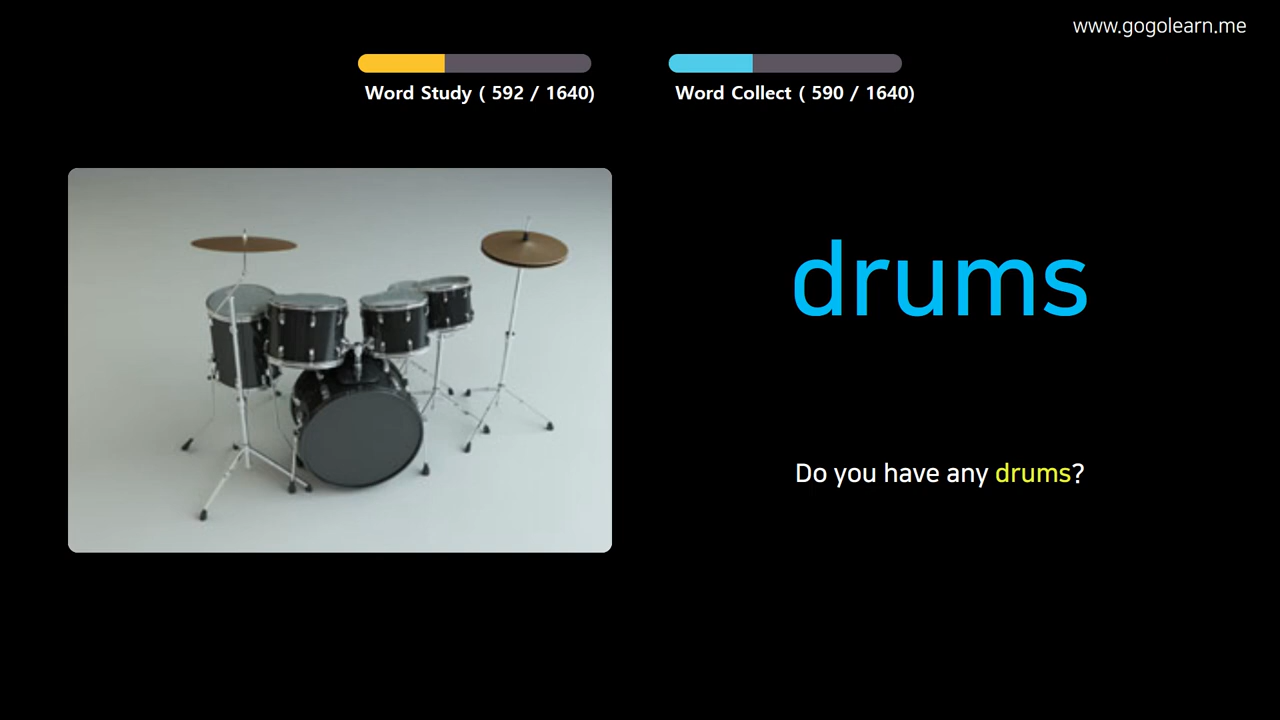 www.gogolearn.me
Word Study ( 592 / 1640)
Word Collect ( 590 / 1640)
drums
Do you have any drums?